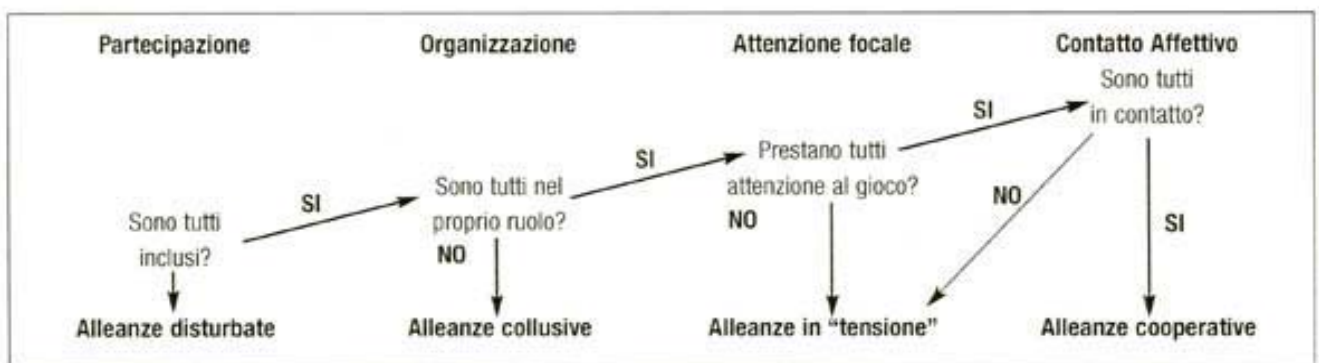 Partecipazione
Organizzazione
Attenzione focale
Contatto Affettivo
Sono tutti
in contatto?
SI
Prestano tutti
attenzione al gioco?
SI
NO
Sono tutti nel
proprio ruolo?
SI
NO
Sono tutti
inclusi?
NO
SI
Alleanze disturbate
Alleanze collusive
Alleanze in "tensione"
Alleanze cooperative